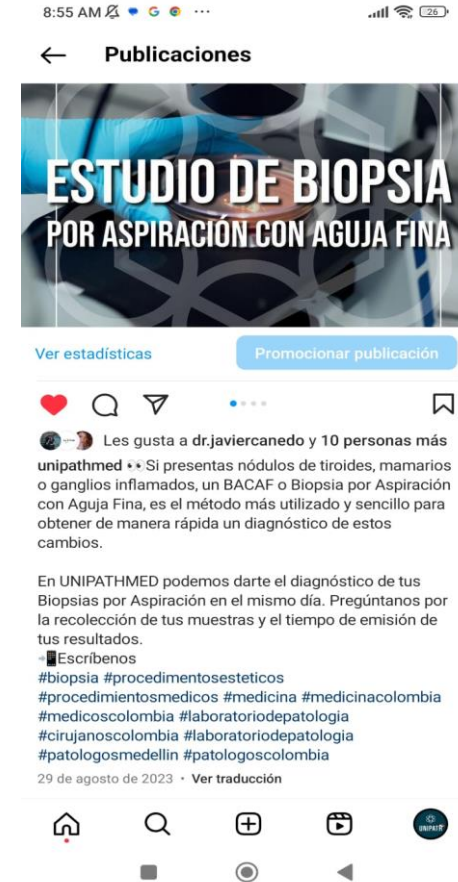 8:55 AM
26
Publicaciones
ESTUDIO DE BIOPSIA
POR ASPIRACIÓN CON AGUJA FINA
Ver estadísticas
Promocionar publicación
Les gusta a dr.javiercanedo y 10 personas más
unipathmed 👀Si presentas nódulos de tiroides, mamarios
o ganglios inflamados, un BACAF o Biopsia por Aspiración
con Aguja Fina, es el método más utilizado y sencillo para
obtener de manera rápida un diagnóstico de estos
cambios.
En UNIPATHMED podemos darte el diagnóstico de tus
Biopsias por Aspiración en el mismo día. Pregúntanos por
la recolección de tus muestras y el tiempo de emisión de
tus resultados.
📲Escríbenos
#biopsia #procedimentosesteticos
#procedimientosmedicos #medicina #medicinacolombia
#medicoscolombia #laboratoriodepatologia
#cirujanoscolombia #laboratoriodepatologia
#patologosmedellin #patologoscolombia
29 de agosto de 2023 • Ver traducción